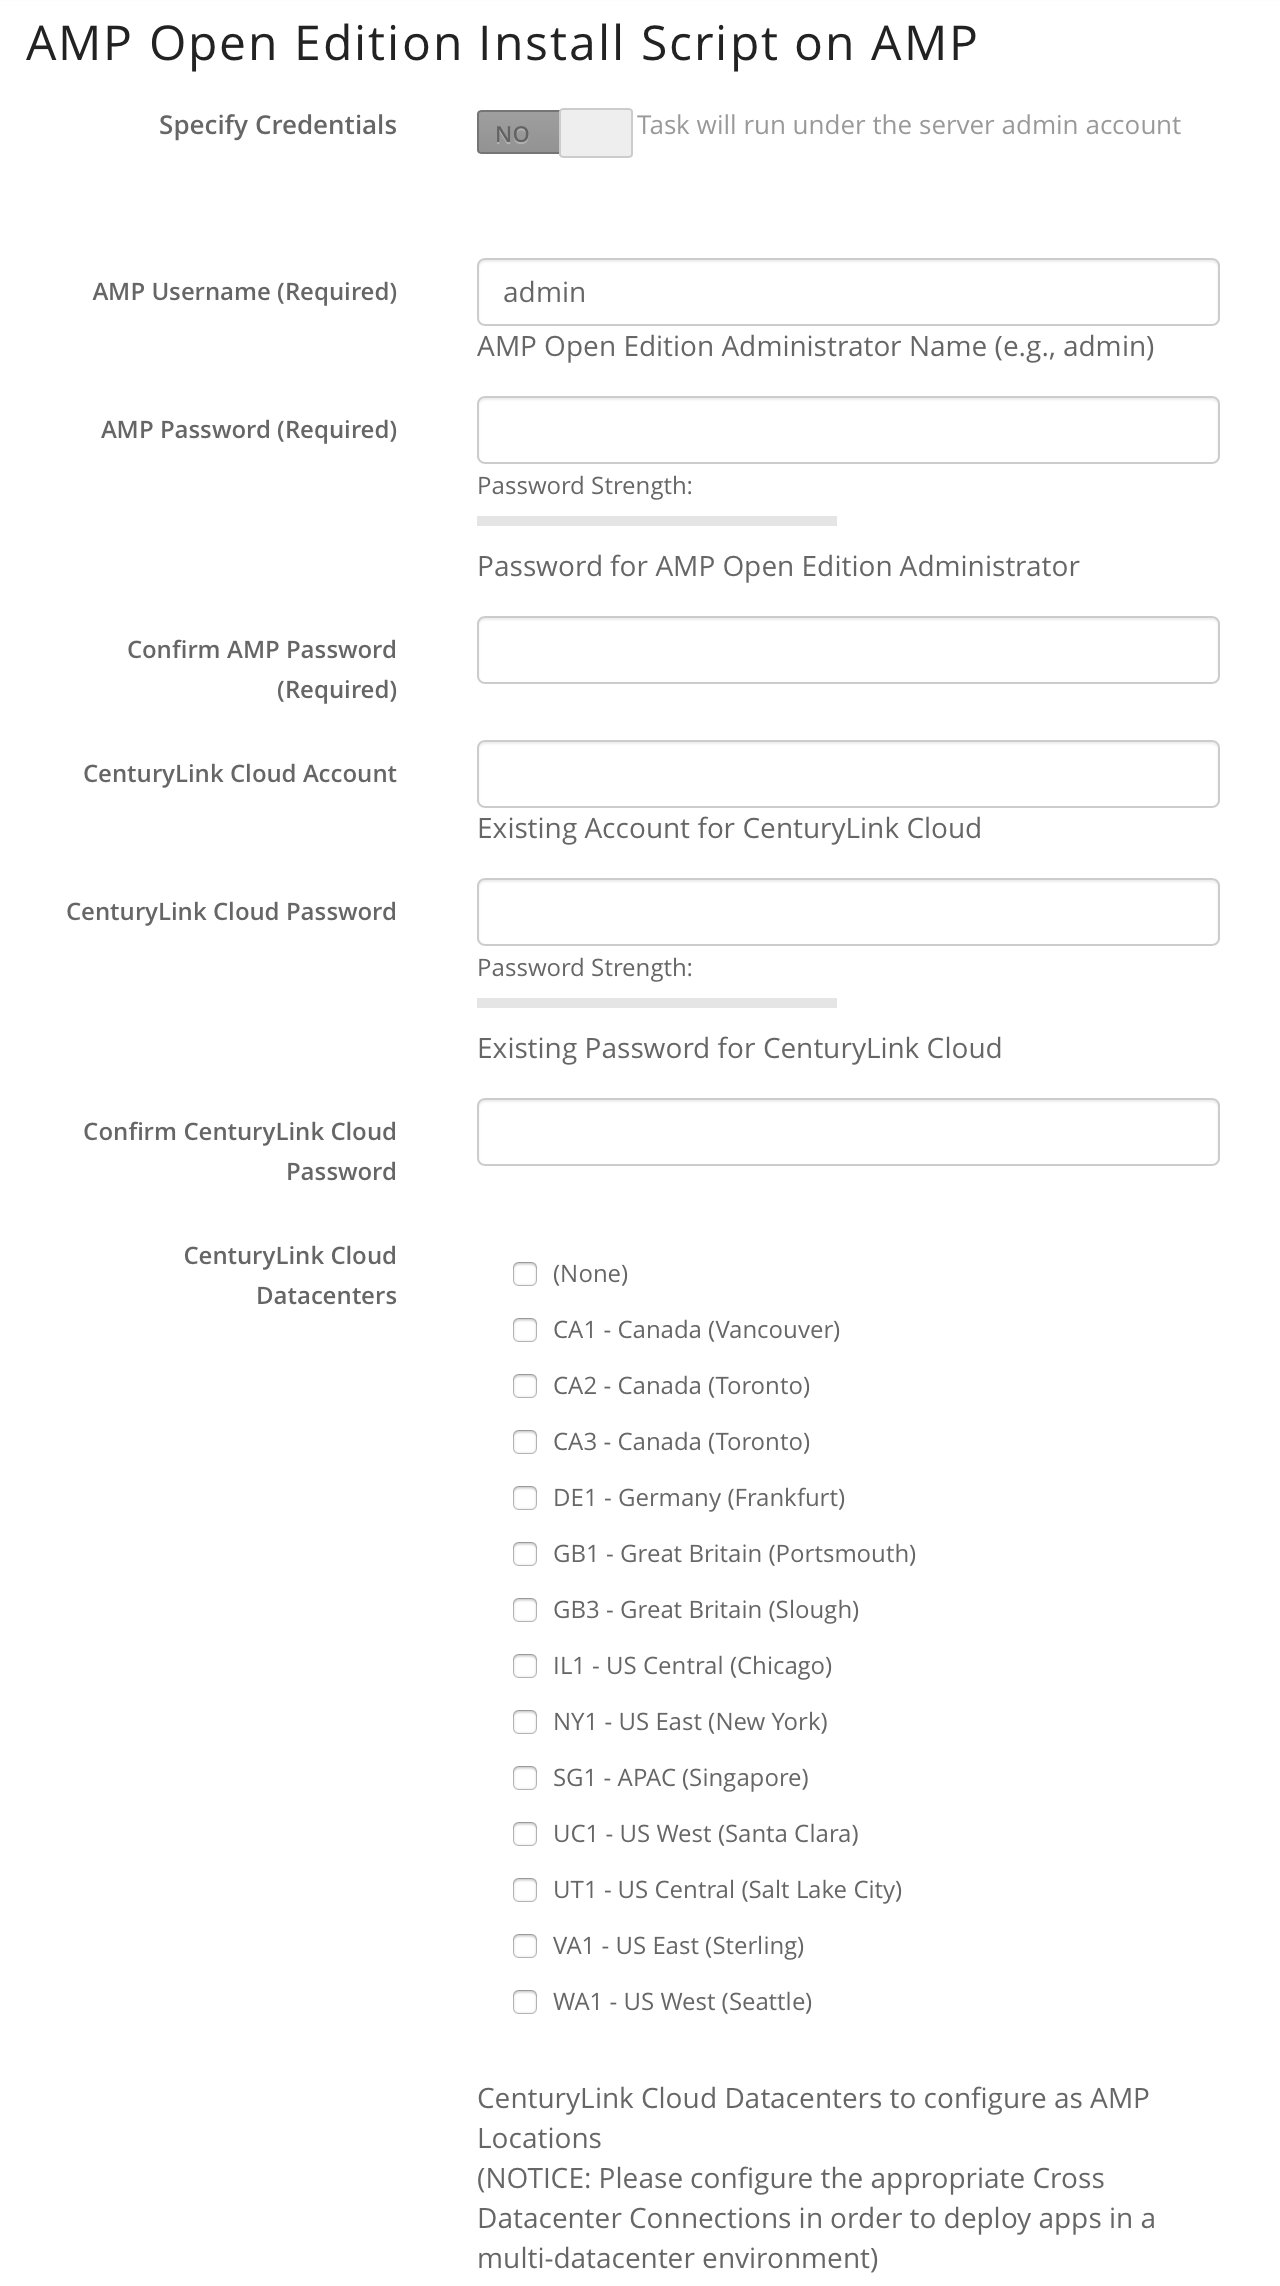 AMP Open Edition Install Script on AMP
Specify Credentials
NO
Task will run under the server admin account
AMP Username (Required)
admin
AMP Open Edition Administrator Name (e.g., admin)
AMP Password (Required)
Password Strength:
Password for AMP Open Edition Administrator
Confirm AMP Password
(Required)
CenturyLink Cloud Account
Existing Account for CenturyLink Cloud
CenturyLink Cloud Password
Password Strength:
Existing Password for CenturyLink Cloud
Confirm CenturyLink Cloud
Password
CenturyLink Cloud
Datacenters
(None)
CA1 - Canada (Vancouver)
CA2 - Canada (Toronto)
CA3 - Canada (Toronto)
DE1 - Germany (Frankfurt)
GB1 - Great Britain (Portsmouth)
GB3 - Great Britain (Slough)
IL1 - US Central (Chicago)
NY1 - US East (New York)
SG1 - APAC (Singapore)
UC1 - US West (Santa Clara)
UT1 - US Central (Salt Lake City)
VA1 - US East (Sterling)
WA1 - US West (Seattle)
CenturyLink Cloud Datacenters to configure as AMP
Locations
(NOTICE: Please configure the appropriate Cross
Datacenter Connections in order to deploy apps in a
multi-datacenter environment)